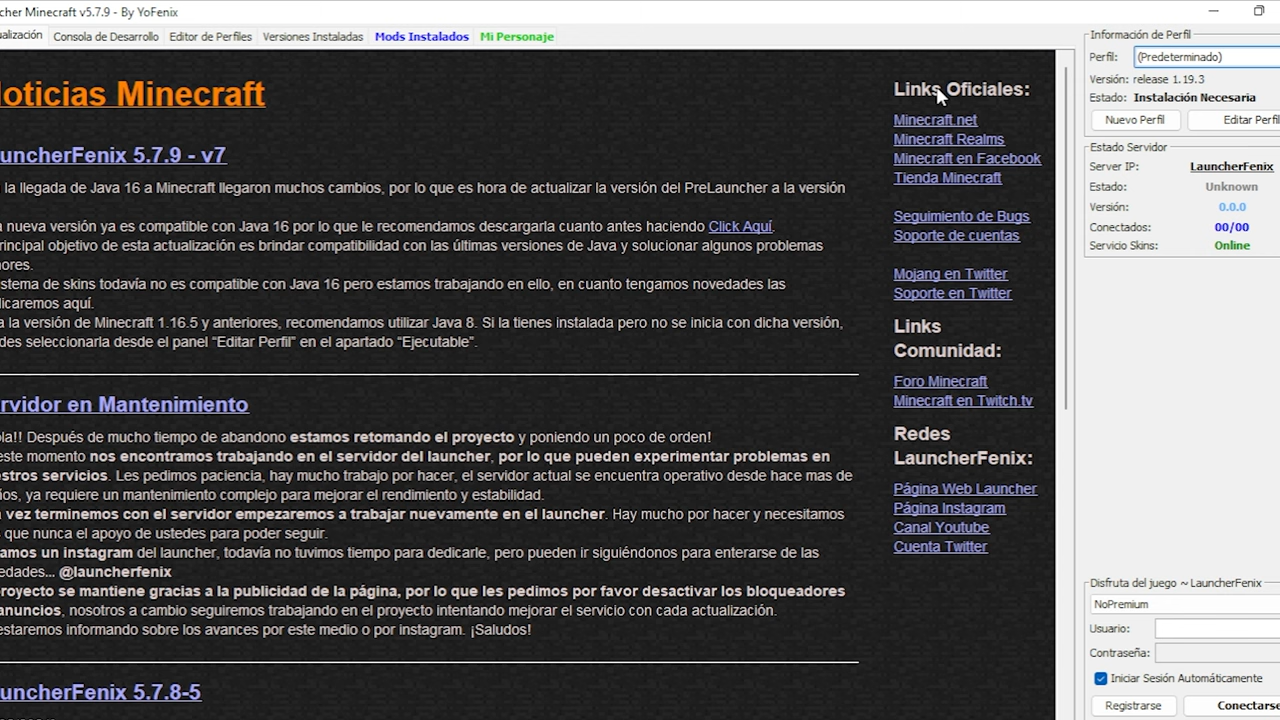 cher Minecraft v5.7.9 - By YoFenix
ualización Consola de Desarrollo Editor de Perfiles Versiones Instaladas Mods Instalados Mi Personaje
oticias Minecraft
uncherFenix 5.7.9 - v7
la llegada de Java 16 a Minecraft llegaron muchos cambios, por lo que es hora de actualizar la versión del PreLauncher a la versión
nueva versión ya es compatible con Java 16 por lo que le recomendamos descargarla cuanto antes haciendo Click Aquí.
rincipal objetivo de esta actualización es brindar compatibilidad con las últimas versiones de Java y solucionar algunos problemas
ores.
stema de skins todavía no es compatible con Java 16 pero estamos trabajando en ello, en cuanto tengamos novedades las
licaremos aquí.
a la versión de Minecraft 1.16.5 y anteriores, recomendamos utilizar Java 8. Si la tienes instalada pero no se inicia con dicha versión,
des seleccionarla desde el panel “Editar Perfil” en el apartado “Ejecutable”.
rvidor en Mantenimiento
la!! Después de mucho tiempo de abandono estamos retomando el proyecto y poniendo un poco de orden!
este momento nos encontramos trabajando en el servidor del launcher, por lo que pueden experimentar problemas en
estros servicios. Les pedimos paciencia, hay mucho trabajo por hacer, el servidor actual se encuentra operativo desde hace mas de
ios, ya requiere un mantenimiento complejo para mejorar el rendimiento y estabilidad.
vez terminemos con el servidor empezaremos a trabajar nuevamente en el launcher. Hay mucho por hacer y necesitamos
que nunca el apoyo de ustedes para poder seguir.
amos un instagram del launcher, todavía no tuvimos tiempo para dedicarle, pero pueden ir siguiéndonos para enterarse de las
edades... @launcherfenix
royecto se mantiene gracias a la publicidad de la página, por lo que les pedimos por favor desactivar los bloqueadores
anuncios, nosotros a cambio seguiremos trabajando en el proyecto intentando mejorar el servicio con cada actualización.
estaremos informando sobre los avances por este medio o por instagram. ¡Saludos!
uncherFenix 5.7.8-5
Links Oficiales:
Minecraft.net
Minecraft Realms
Minecraft en Facebook
Tienda Minecraft
Seguimiento de Bugs
Soporte de cuentas
Mojang en Twitter
Soporte en Twitter
Links
Comunidad:
Foro Minecraft
Minecraft en Twitch.tv
Redes
LauncherFenix:
Página Web Launcher
Página Instagram
Canal Youtube
Cuenta Twitter
Información de Perfil
Perfil: (Predeterminado)
Versión: release 1.19.3
Estado: Instalación Necesaria
Nuevo Perfil Editar Perfil
Estado Servidor
Server IP: LauncherFenix
Estado: Unknown
Versión: 0.0.0
Conectados: 00/00
Servicio Skins: Online
Disfruta del juego ~ LauncherFenix
NoPremium
Usuario:
Contraseña:
Iniciar Sesión Automáticamente
Registrarse Conectarse